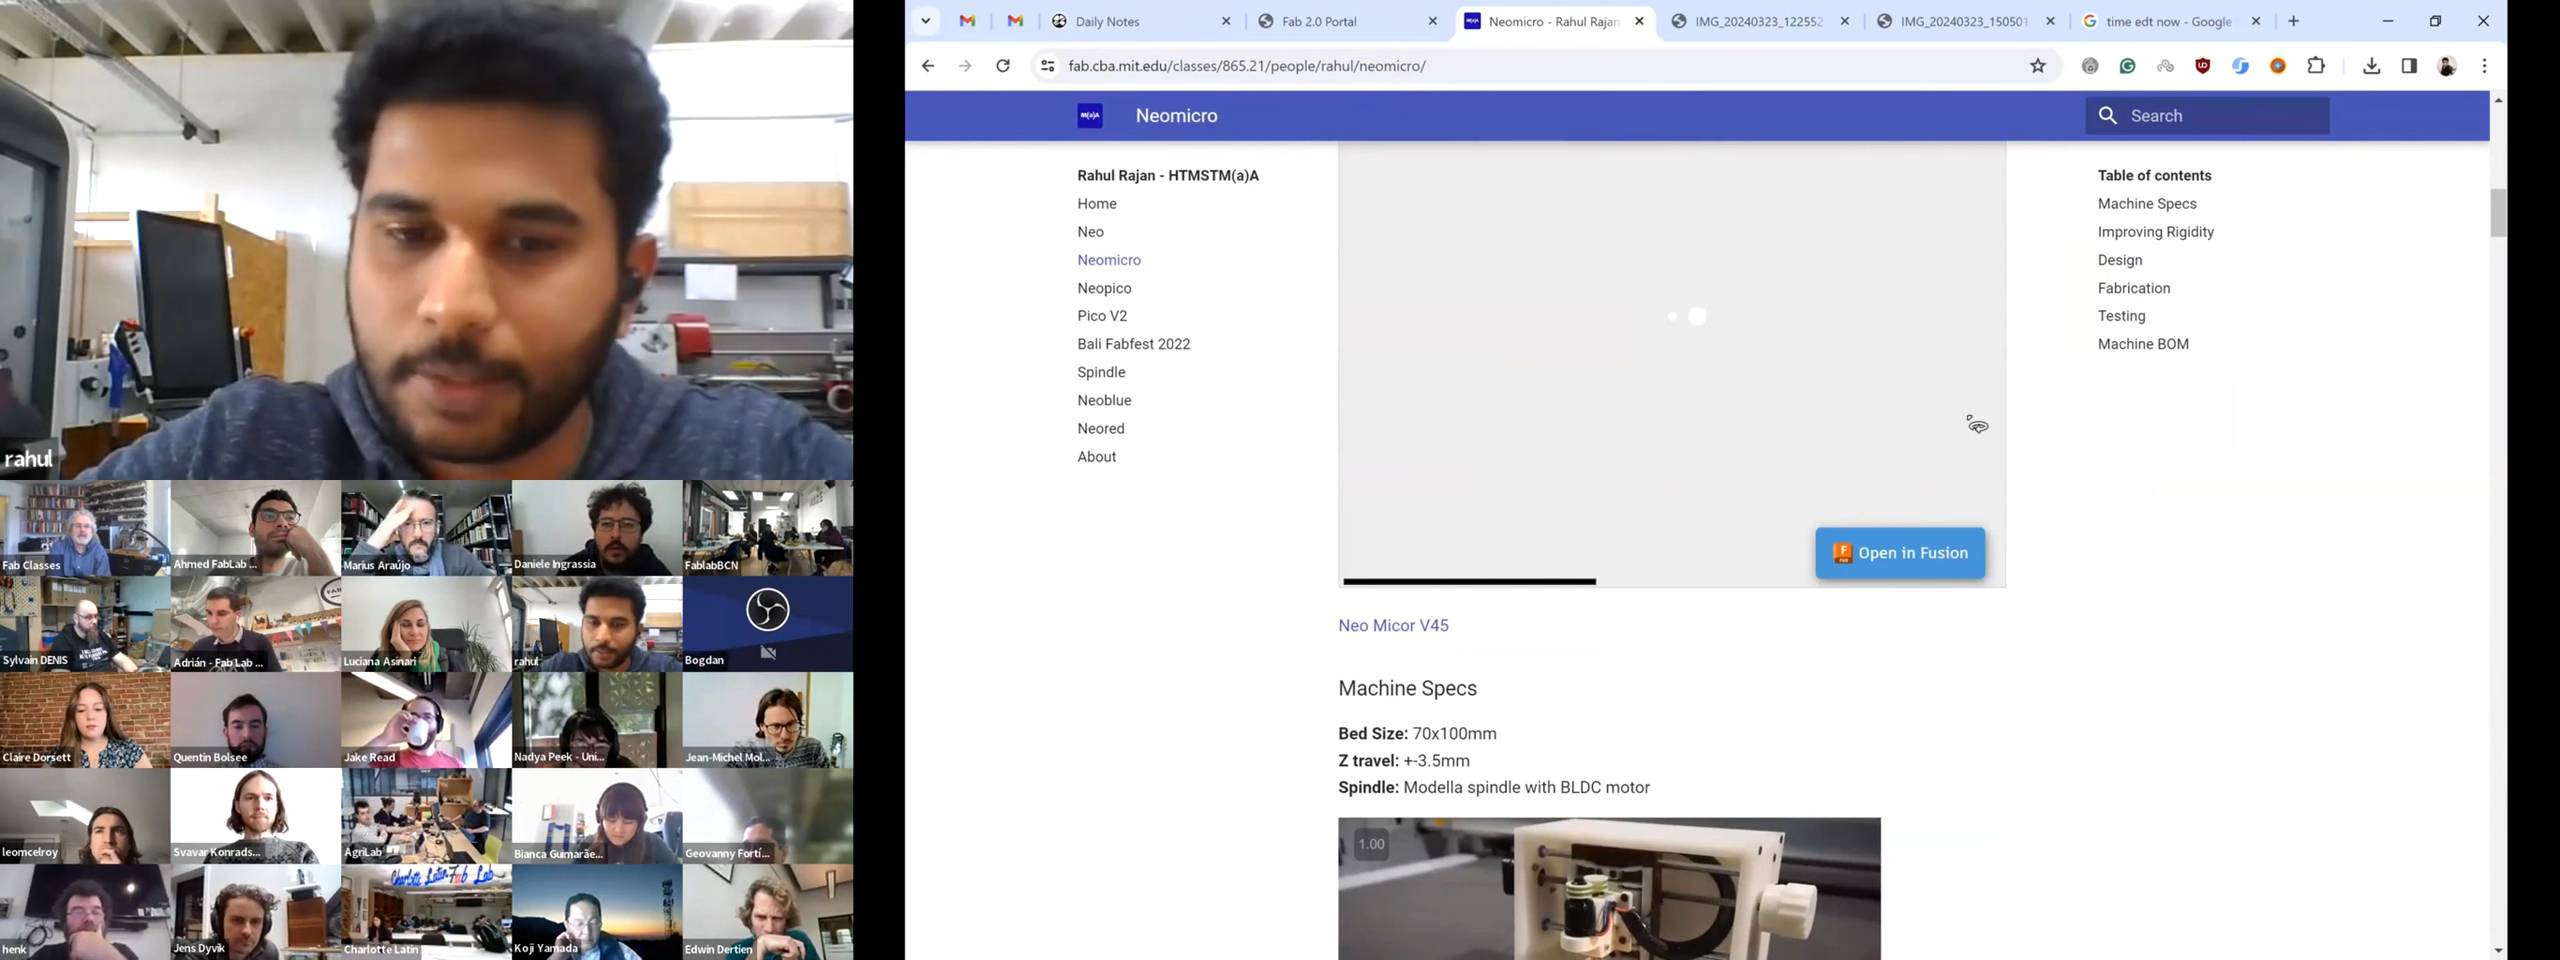 rahul
Fab Classes
Ahmed FabLab ...
Marius Araújo
Daniele Ingrassia
FablabBCN
Sylvain DENIS
Adrián - Fab Lab ...
Luciana Asinari
rahul
Bogdan
Claire Dorsett
Quentin Bolsee
Jake Read
Nadya Peek - Uni...
Jean-Michel Mol...
leomcelroy
Svavar Konrads...
AgriLab
Bianca Guimarãe...
Geovanny Fortí...
henk
Jens Dyvik
Charlotte Latin Fab Lab
Charlotte Latin
Koji Yamada
Edwin Dertien
Daily Notes
Fab 2.0 Portal
Neomicro - Rahul Rajan
IMG_20240323_122552
IMG_20240323_150501
time edt now - Google
fab.cba.mit.edu/classes/865.21/people/rahul/neomicro/
M(a)A
Neomicro
Search
Rahul Rajan - HTMSTM(a)A
Home
Neo
Neomicro
Neopico
Pico V2
Bali Fabfest 2022
Spindle
Neoblue
Neored
About
Table of contents
Machine Specs
Improving Rigidity
Design
Fabrication
Testing
Machine BOM
Open in Fusion
Neo Micor V45
Machine Specs
Bed Size: 70x100mm
Z travel: +-3.5mm
Spindle: Modella spindle with BLDC motor
1.00